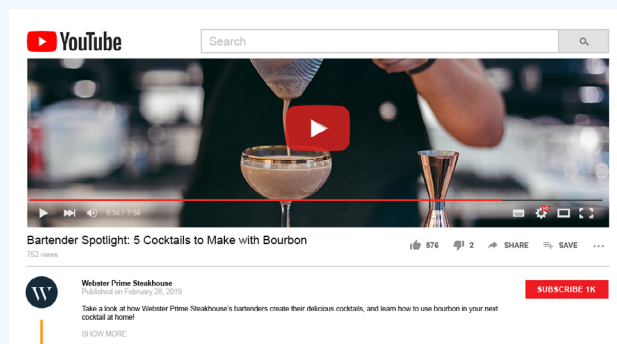 YouTube
Search
HD
5:34 / 7:58
Bartender Spotlight: 5 Cocktails to Make with Bourbon
752 views
576 2 SHARE SAVE
W
Webster Prime Steakhouse
Published on February 28, 2019
SUBSCRIBE 1K
Take a look at how Webster Prime Steakhouse's bartenders create their delicious cocktails, and learn how to use bourbon in your next
cocktail at home!
SHOW MORE